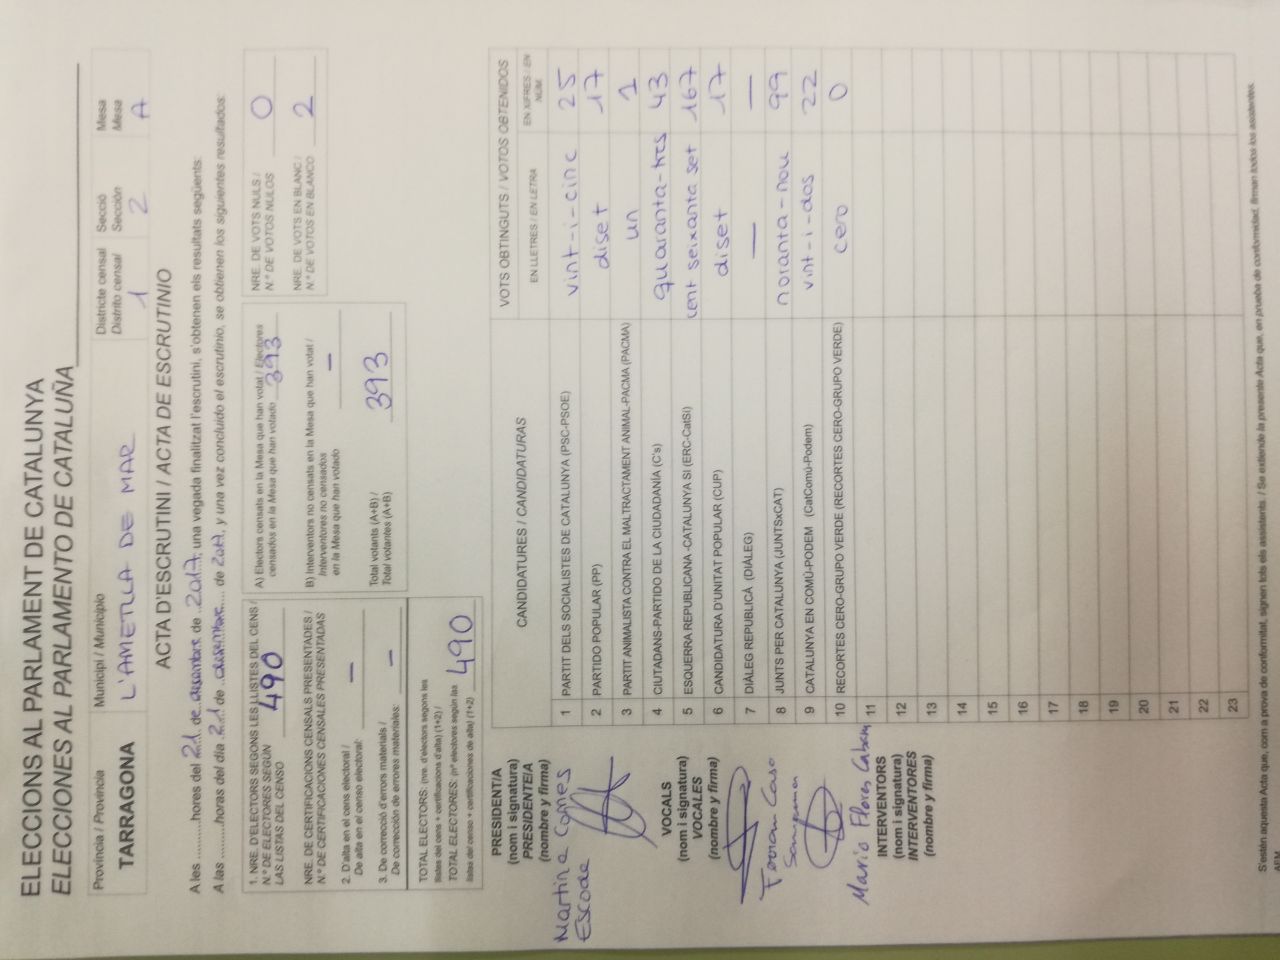 ELECCIONS AL PARLAMENT DE CATALUNYA
ELECCIONES AL PARLAMENTO DE CATALUÑA
Província / Provincia
TARRAGONA
Municipi / Municipio
L'AMETLLA DE MAR
Districte censal
Distrito censal
1
Secció
Sección
2
Mesa
Mesa
A
ACTA D'ESCRUTINI / ACTA DE ESCRUTINIO
A les ..........hores del 21 de desembre de 2017, una vegada finalitzat l'escrutini, s'obtenen els resultats següents:
A las .........horas del día 21 de desembre de 2017, y una vez concluido el escrutinio, se obtienen los siguientes resultados:
1. NRE. D'ELECTORS SEGONS LES LLISTES DEL CENS /
N.º DE ELECTORES SEGÚN
LAS LISTAS DEL CENSO 490
NRE. DE CERTIFICACIONS CENSALS PRESENTADES /
N.º DE CERTIFICACIONES CENSALES PRESENTADAS
2. D'alta en el cens electoral /
De alta en el censo electoral: —
3. De correcció d'errors materials /
De corrección de errores materiales: —
TOTAL ELECTORS: (nre. d'electors segons les
llistes del cens + certificacions d'alta) (1+2) /
TOTAL ELECTORES: (nº electores según las
listas del censo + certificaciones de alta) (1+2) 490
A) Electors censats en la Mesa que han votat / Electores
censados en la Mesa que han votado 393
B) Interventors no censats en la Mesa que han votat /
Interventores no censados
en la Mesa que han votado —
Total votants (A+B) /
Total votantes (A+B) 393
NRE. DE VOTS NULS /
N.º DE VOTOS NULOS 0
NRE. DE VOTS EN BLANC /
N.º DE VOTOS EN BLANCO 2
PRESIDENT/A
(nom i signatura)
PRESIDENTE/A
(nombre y firma)
Martina Gomes
Escoda
VOCALS
(nom i signatura)
VOCALES
(nombre y firma)
Ferran Caso
Mario Flores
INTERVENTORS
(nom i signatura)
INTERVENTORES
(nombre y firma)
CANDIDATURES / CANDIDATURAS
VOTS OBTINGUTS / VOTOS OBTENIDOS
EN LLETRES / EN LETRA
EN XIFRES / EN
NÚM.
1 PARTIT DELS SOCIALISTES DE CATALUNYA (PSC-PSOE) vint-i-cinc 25
2 PARTIDO POPULAR (PP) diset 17
3 PARTIT ANIMALISTA CONTRA EL MALTRACTAMENT ANIMAL-PACMA (PACMA) un 1
4 CIUTADANS-PARTIDO DE LA CIUDADANÍA (C's) quaranta-tres 43
5 ESQUERRA REPUBLICANA -CATALUNYA SI (ERC-CatSí) cent seixanta set 167
6 CANDIDATURA D'UNITAT POPULAR (CUP) diset 17
7 DIÀLEG REPUBLICÀ (DIÀLEG) — —
8 JUNTS PER CATALUNYA (JUNTSxCAT) noranta-nou 99
9 CATALUNYA EN COMÚ-PODEM (CatComú-Podem) vint-i-dos 22
10 RECORTES CERO-GRUPO VERDE (RECORTES CERO-GRUPO VERDE) cero 0
11
12
13
14
15
16
17
18
19
20
21
22
23
S'estén aquesta Acta que, com a prova de conformitat, signen tots els assistents. / Se extiende la presente Acta que, en prueba de conformidad, firman todos los asistentes.